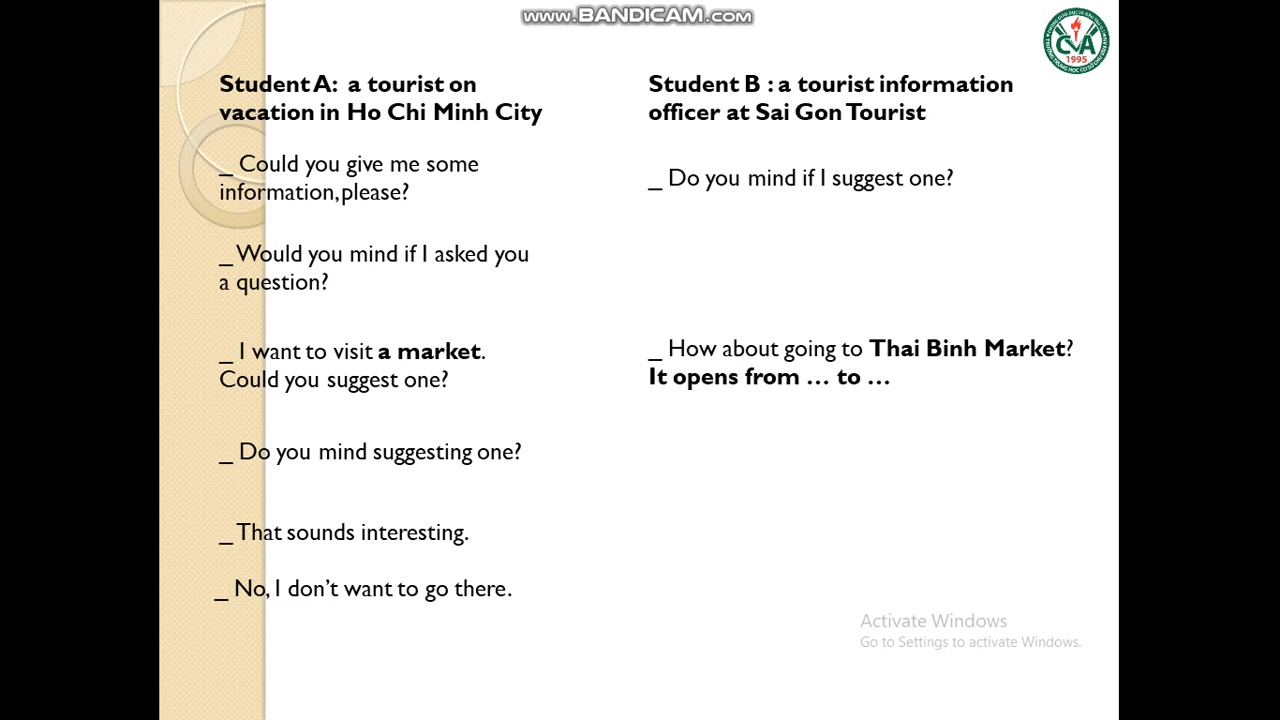 www.BANDICAM.com
CVA
1995
Student A: a tourist on
vacation in Ho Chi Minh City
_ Could you give me some
information,please?
_ Would you mind if I asked you
a question?
_ I want to visit a market.
Could you suggest one?
_ Do you mind suggesting one?
_ That sounds interesting.
_ No, I don’t want to go there.
Student B : a tourist information
officer at Sai Gon Tourist
_ Do you mind if I suggest one?
_ How about going to Thai Binh Market?
It opens from … to …
Activate Windows
Go to Settings to activate Windows.